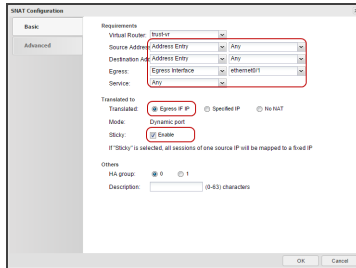 SNAT Configuration
Basic
Advanced
Requirements
Virtual Router: trust-vr
Source Address Address Entry Any
Destination Add Address Entry Any
Egress: Egress Interface ethernet0/1
Service: Any
Translated to
Translated: Egress IF IP Specified IP No NAT
Mode: Dynamic port
Sticky: Enable
If "Sticky" is selected, all sessions of one source IP will be mapped to a fixed IP
Others
HA group: 0 1
Description: (0-63) characters
OK Cancel